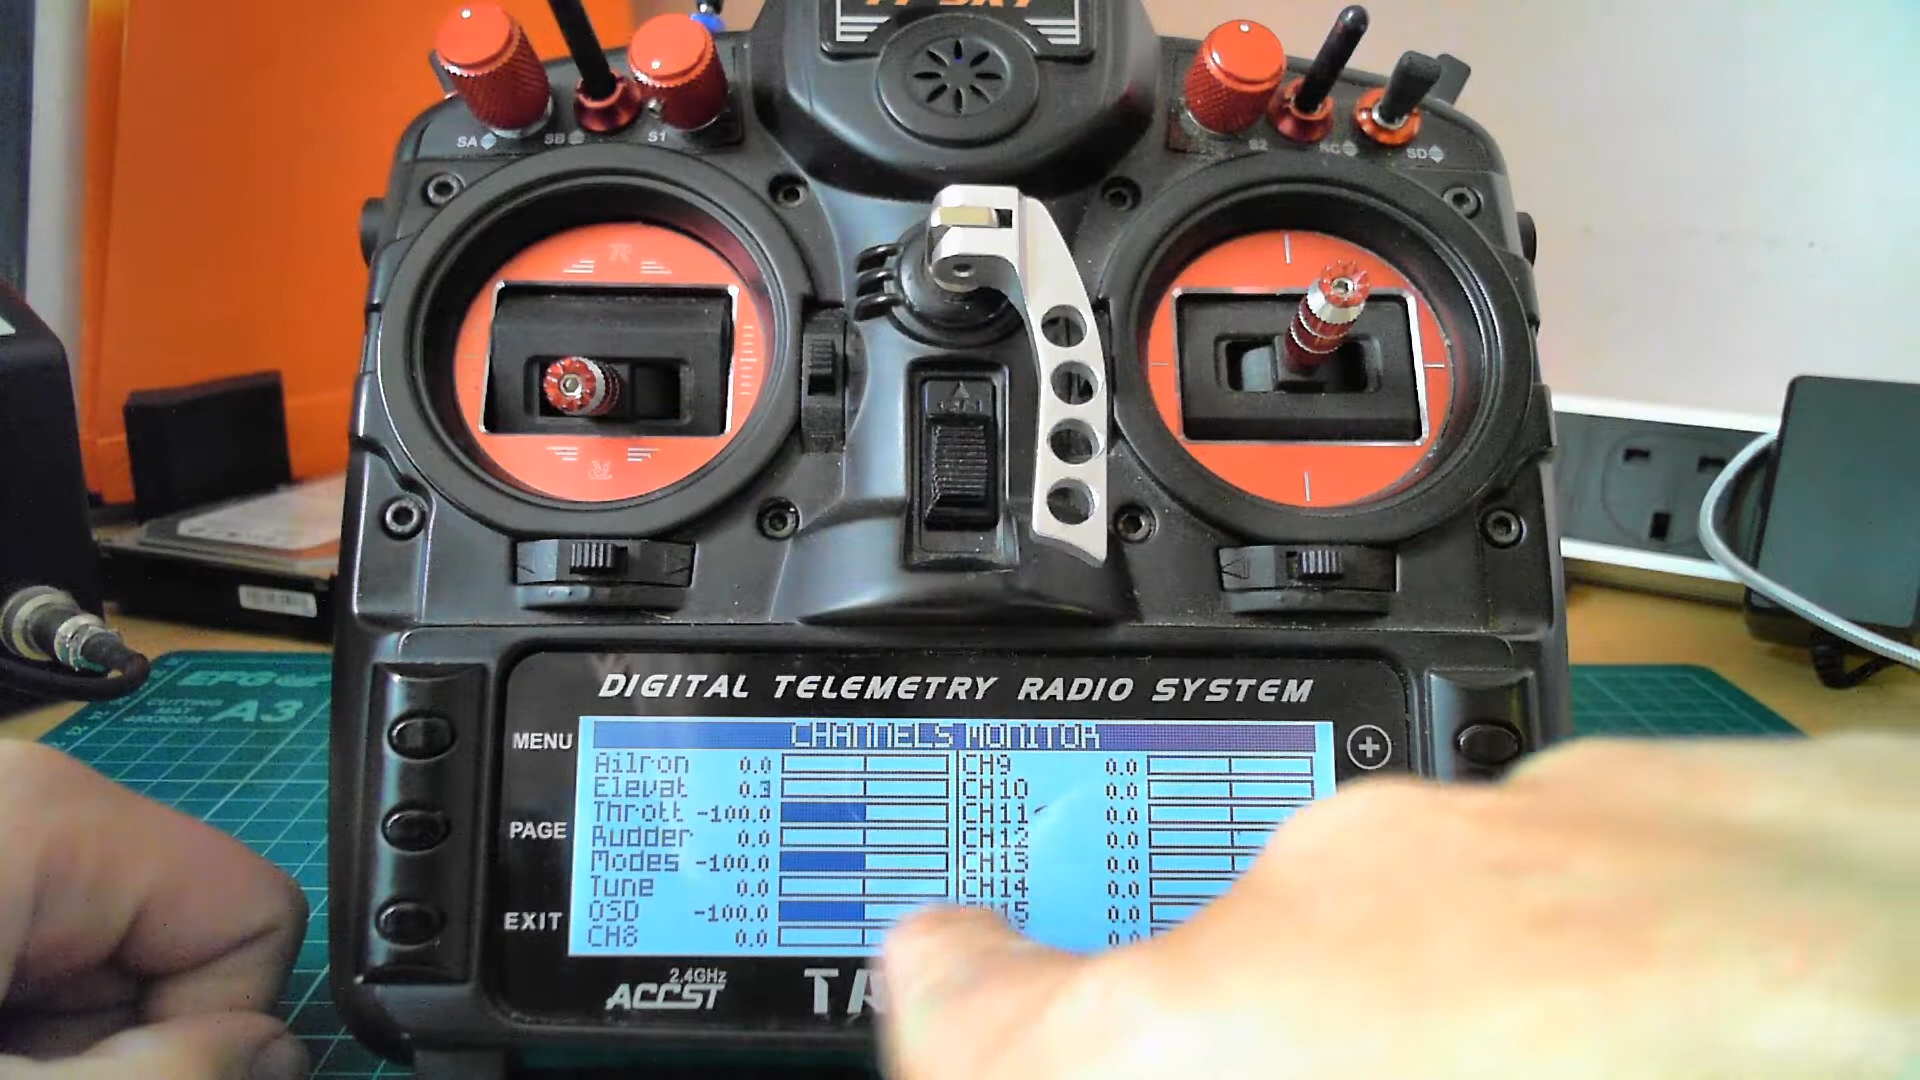 SA SB S1
S2 SC SD
DIGITAL TELEMETRY RADIO SYSTEM
CHANNELS MONITOR
MENU
PAGE
EXIT
Ailron 0.0
Elevat 0.3
Thrott -100.0
Rudder 0.0
Modes -100.0
Tune 0.0
OSD -100.0
CH8 0.0
CH9 0.0
CH10 0.0
CH11 0.0
CH12 0.0
CH13 0.0
CH14 0.0
0.0
0.0
+
2.4GHz
ACCST
CUTTING
A3